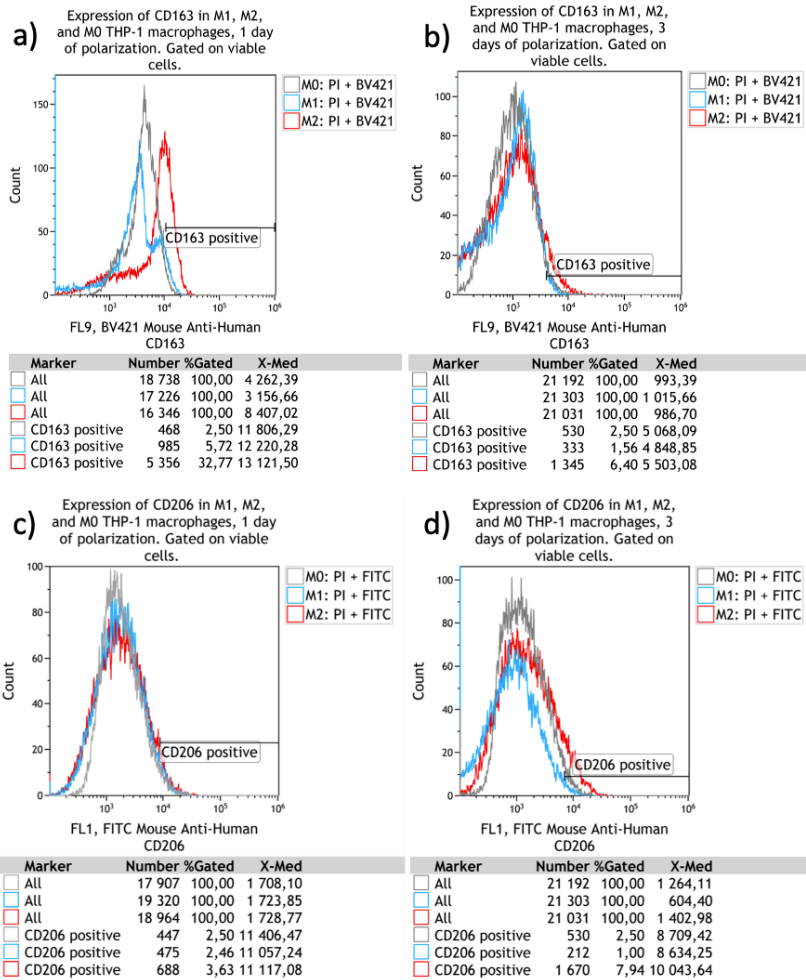 a)
Expression of CD163 in M1, M2,
and M0 THP-1 macrophages, 1 day
of polarization. Gated on viable
cells.
M0: PI + BV421
M1: PI + BV421
M2: PI + BV421
150
100
50
0
Count
CD163 positive
10³ 10⁴ 10⁵ 10⁶
FL9, BV421 Mouse Anti-Human
CD163
Marker Number %Gated X-Med
All 18 738 100,00 4 262,39
All 17 226 100,00 3 156,66
All 16 346 100,00 8 407,02
CD163 positive 468 2,50 11 806,29
CD163 positive 985 5,72 12 220,28
CD163 positive 5 356 32,77 13 121,50
b)
Expression of CD163 in M1, M2,
and M0 THP-1 macrophages, 3
days of polarization. Gated on
viable cells.
M0: PI + BV421
M1: PI + BV421
M2: PI + BV421
100
80
60
40
20
0
Count
CD163 positive
10³ 10⁴ 10⁵ 10⁶
FL9, BV421 Mouse Anti-Human
CD163
Marker Number %Gated X-Med
All 21 192 100,00 993,39
All 21 303 100,00 1 015,66
All 21 031 100,00 986,70
CD163 positive 530 2,50 5 068,09
CD163 positive 333 1,56 4 848,85
CD163 positive 1 345 6,40 5 503,08
c)
Expression of CD206 in M1, M2,
and M0 THP-1 macrophages, 1 day
of polarization. Gated on viable
cells.
M0: PI + FITC
M1: PI + FITC
M2: PI + FITC
100
80
60
40
20
0
Count
CD206 positive
10³ 10⁴ 10⁵ 10⁶
FL1, FITC Mouse Anti-Human
CD206
Marker Number %Gated X-Med
All 17 907 100,00 1 708,10
All 19 320 100,00 1 723,85
All 18 964 100,00 1 728,77
CD206 positive 447 2,50 11 406,47
CD206 positive 475 2,46 11 057,24
CD206 positive 688 3,63 11 117,08
d)
Expression of CD206 in M1, M2,
and M0 THP-1 macrophages, 3
days of polarization. Gated on
viable cells.
M0: PI + FITC
M1: PI + FITC
M2: PI + FITC
100
80
60
40
20
0
Count
CD206 positive
10³ 10⁴ 10⁵ 10⁶
FL1, FITC Mouse Anti-Human
CD206
Marker Number %Gated X-Med
All 21 192 100,00 1 264,11
All 21 303 100,00 604,40
All 21 031 100,00 1 402,98
CD206 positive 530 2,50 8 709,42
CD206 positive 212 1,00 8 634,25
CD206 positive 1 670 7,94 10 043,64